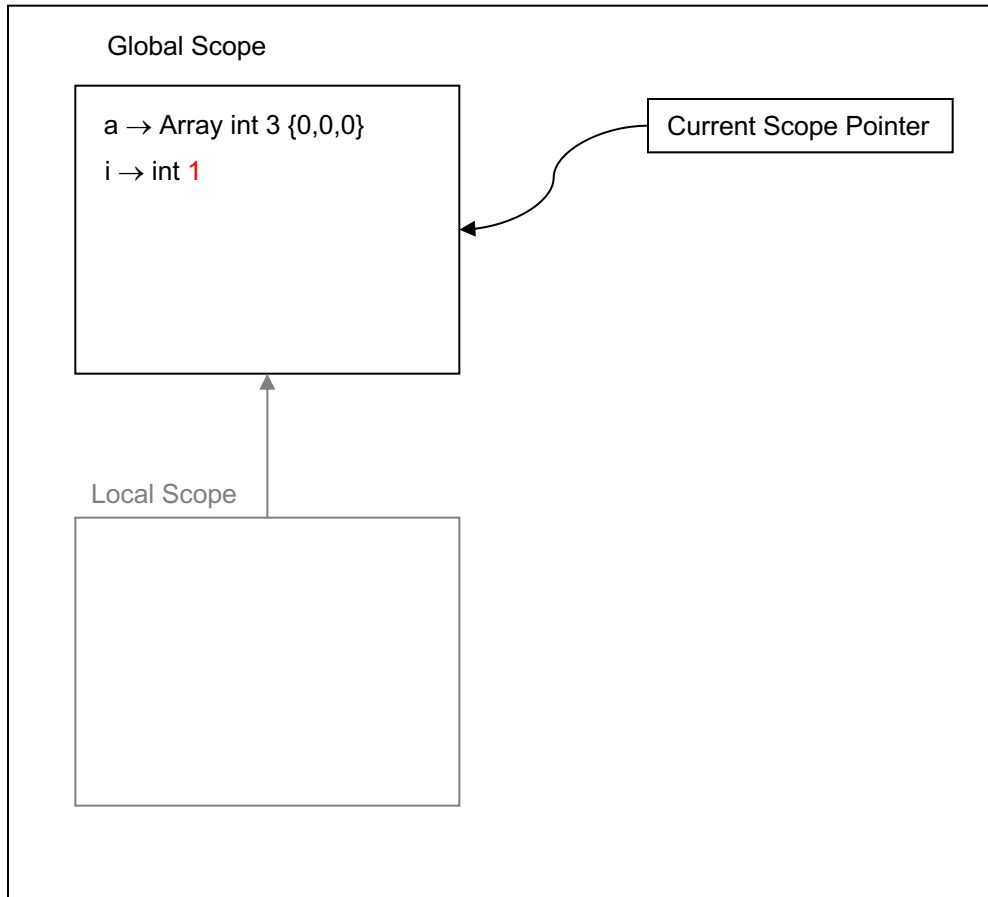 Global Scope
a → Array int 3 {0,0,0}
i → int 1
Current Scope Pointer
Local Scope